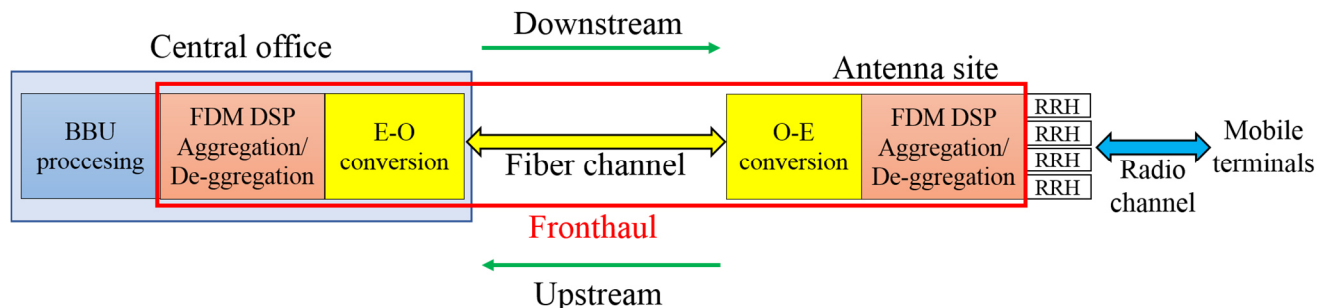 Downstream
Central office
Antenna site
BBU
proccesing
FDM DSP
Aggregation/
De-ggregation
E-O
conversion
Fiber channel
O-E
conversion
FDM DSP
Aggregation/
De-ggregation
RRH
RRH
RRH
RRH
Radio
channel
Mobile
terminals
Fronthaul
Upstream